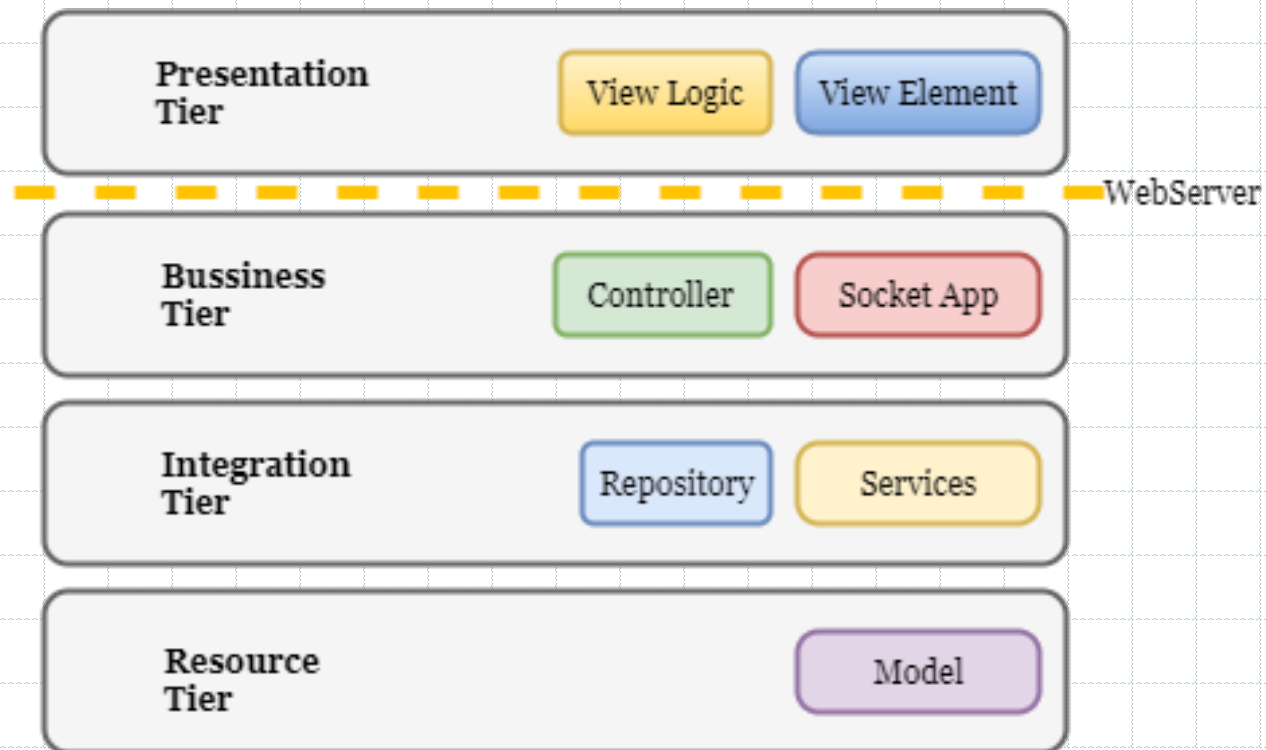 Presentation
Tier
View Logic
View Element
WebServer
Bussiness
Tier
Controller
Socket App
Integration
Tier
Repository
Services
Resource
Tier
Model